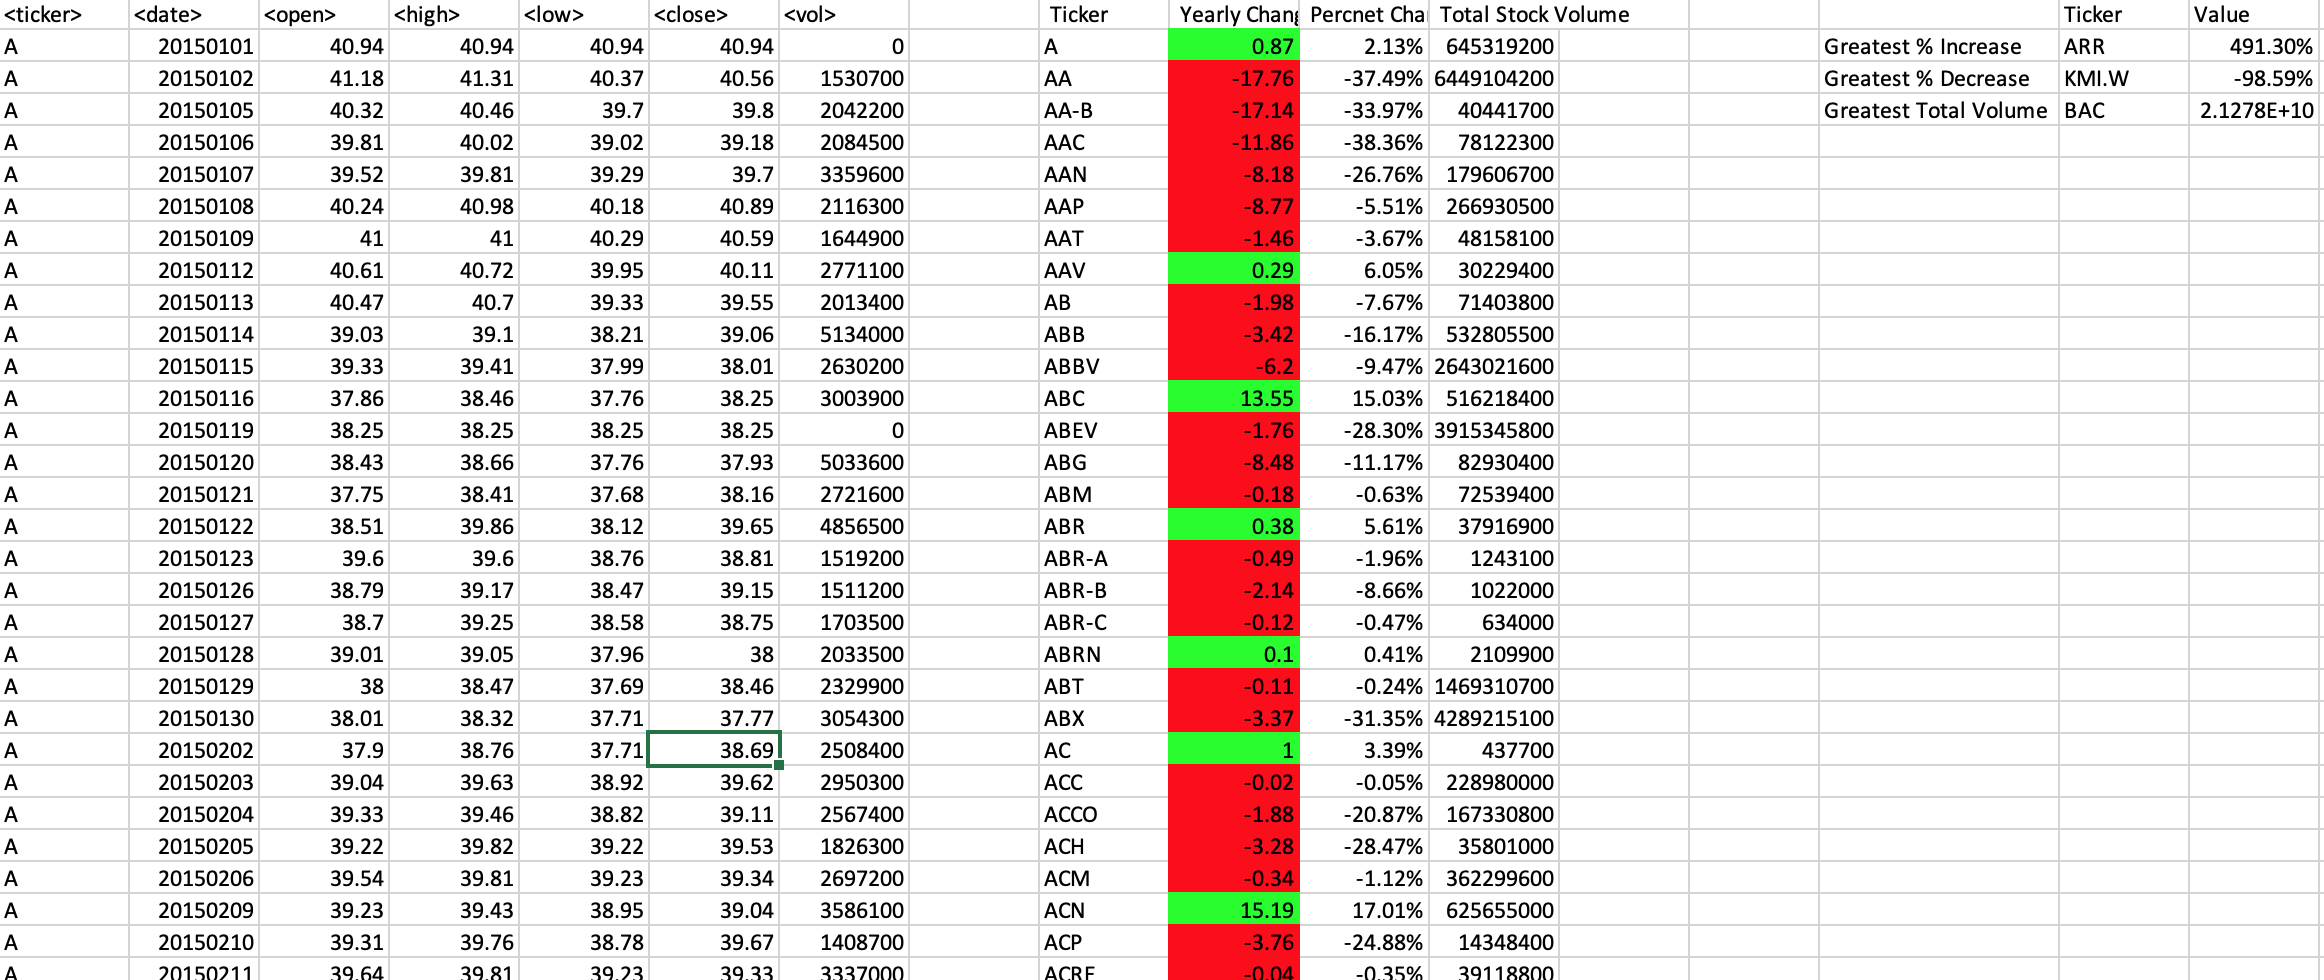 <ticker> <date> <open> <high> <low> <close> <vol> Ticker Yearly Chang Percnet Cha Total Stock Volume Ticker Value
A 20150101 40.94 40.94 40.94 40.94 0 A 0.87 2.13% 645319200 Greatest % Increase ARR 491.30%
A 20150102 41.18 41.31 40.37 40.56 1530700 AA -17.76 -37.49% 6449104200 Greatest % Decrease KMI.W -98.59%
A 20150105 40.32 40.46 39.7 39.8 2042200 AA-B -17.14 -33.97% 40441700 Greatest Total Volume BAC 2.1278E+10
A 20150106 39.81 40.02 39.02 39.18 2084500 AAC -11.86 -38.36% 78122300
A 20150107 39.52 39.81 39.29 39.7 3359600 AAN -8.18 -26.76% 179606700
A 20150108 40.24 40.98 40.18 40.89 2116300 AAP -8.77 -5.51% 266930500
A 20150109 41 41 40.29 40.59 1644900 AAT -1.46 -3.67% 48158100
A 20150112 40.61 40.72 39.95 40.11 2771100 AAV 0.29 6.05% 30229400
A 20150113 40.47 40.7 39.33 39.55 2013400 AB -1.98 -7.67% 71403800
A 20150114 39.03 39.1 38.21 39.06 5134000 ABB -3.42 -16.17% 532805500
A 20150115 39.33 39.41 37.99 38.01 2630200 ABBV -6.2 -9.47% 2643021600
A 20150116 37.86 38.46 37.76 38.25 3003900 ABC 13.55 15.03% 516218400
A 20150119 38.25 38.25 38.25 38.25 0 ABEV -1.76 -28.30% 3915345800
A 20150120 38.43 38.66 37.76 37.93 5033600 ABG -8.48 -11.17% 82930400
A 20150121 37.75 38.41 37.68 38.16 2721600 ABM -0.18 -0.63% 72539400
A 20150122 38.51 39.86 38.12 39.65 4856500 ABR 0.38 5.61% 37916900
A 20150123 39.6 39.6 38.76 38.81 1519200 ABR-A -0.49 -1.96% 1243100
A 20150126 38.79 39.17 38.47 39.15 1511200 ABR-B -2.14 -8.66% 1022000
A 20150127 38.7 39.25 38.58 38.75 1703500 ABR-C -0.12 -0.47% 634000
A 20150128 39.01 39.05 37.96 38 2033500 ABRN 0.1 0.41% 2109900
A 20150129 38 38.47 37.69 38.46 2329900 ABT -0.11 -0.24% 1469310700
A 20150130 38.01 38.32 37.71 37.77 3054300 ABX -3.37 -31.35% 4289215100
A 20150202 37.9 38.76 37.71 38.69 2508400 AC 1 3.39% 437700
A 20150203 39.04 39.63 38.92 39.62 2950300 ACC -0.02 -0.05% 228980000
A 20150204 39.33 39.46 38.82 39.11 2567400 ACCO -1.88 -20.87% 167330800
A 20150205 39.22 39.82 39.22 39.53 1826300 ACH -3.28 -28.47% 35801000
A 20150206 39.54 39.81 39.23 39.34 2697200 ACM -0.34 -1.12% 362299600
A 20150209 39.23 39.43 38.95 39.04 3586100 ACN 15.19 17.01% 625655000
A 20150210 39.31 39.76 38.78 39.67 1408700 ACP -3.76 -24.88% 14348400
A 20150211 39.64 39.81 39.23 39.33 3337000 ACRE -0.04 -0.35% 39118800